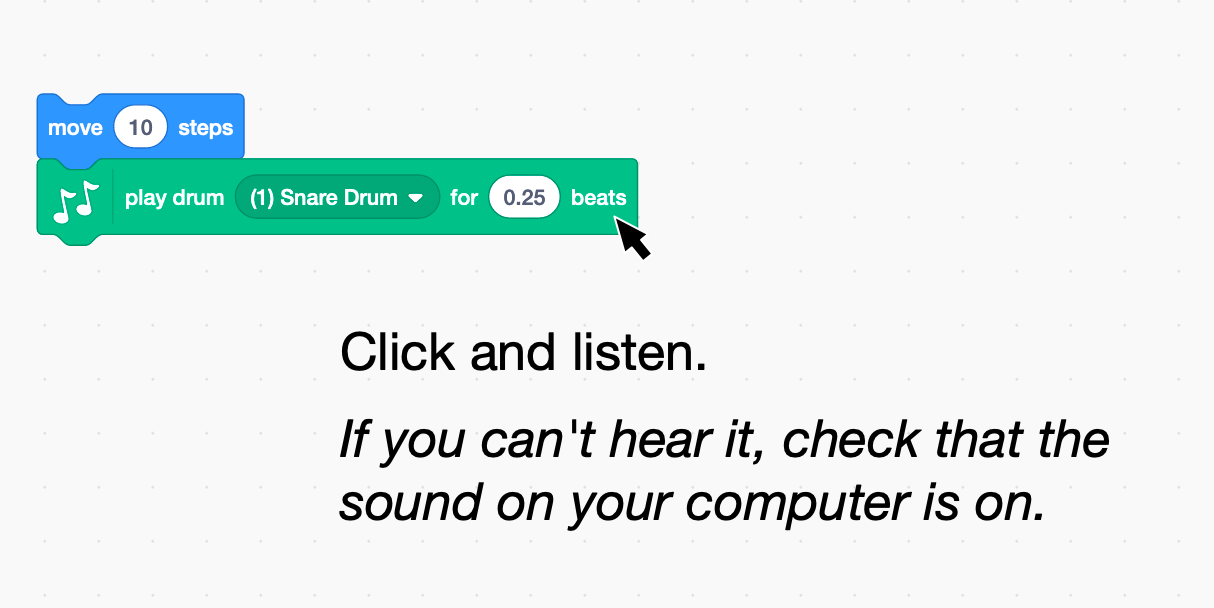 move 10 steps
play drum (1) Snare Drum for 0.25 beats
Click and listen.
If you can't hear it, check that the
sound on your computer is on.